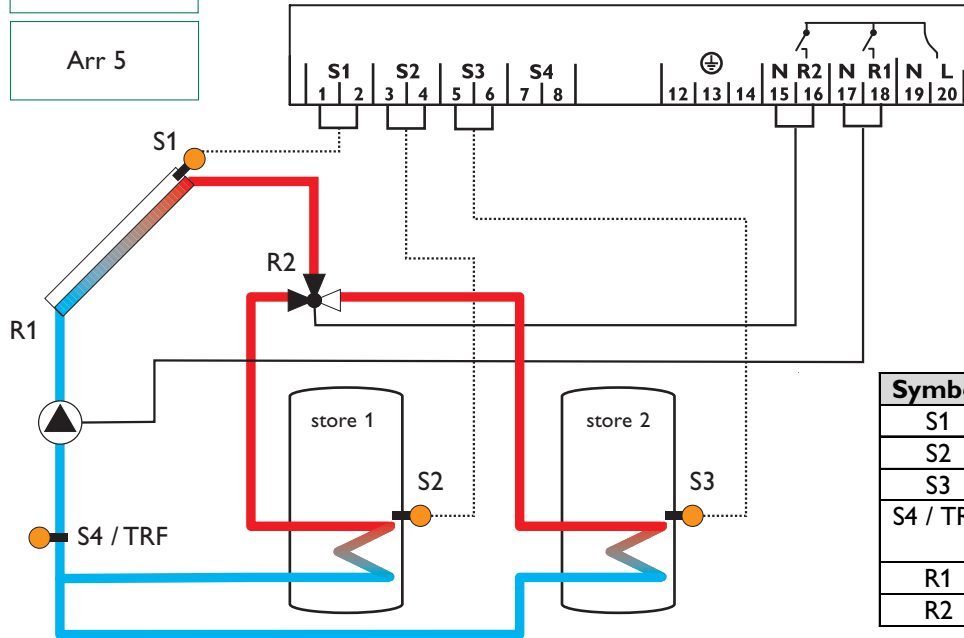 Arr 5
N R2 N R1 N L
S1 S2 S3 S4
1 2 3 4 5 6 7 8 12 13 14 15 16 17 18 19 20
S1
R2
R1
store 1
store 2
S2
S3
S4 / TRF
Symb
S1
S2
S3
S4 / TR
R1
R2